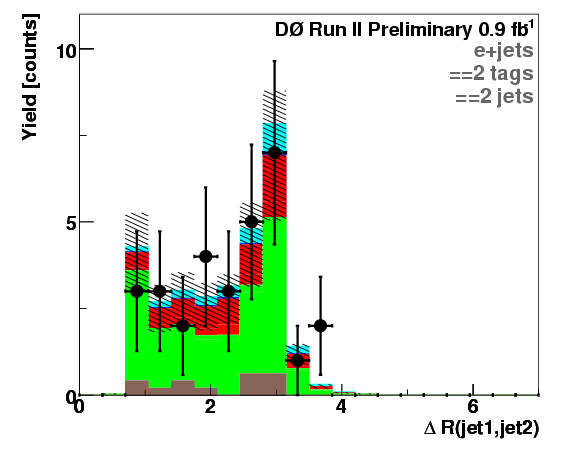 DØ Run II Preliminary 0.9 fb-1
e+jets
==2 tags
==2 jets
Yield [counts]
10
5
0
0 2 4 6
Δ R(jet1,jet2)